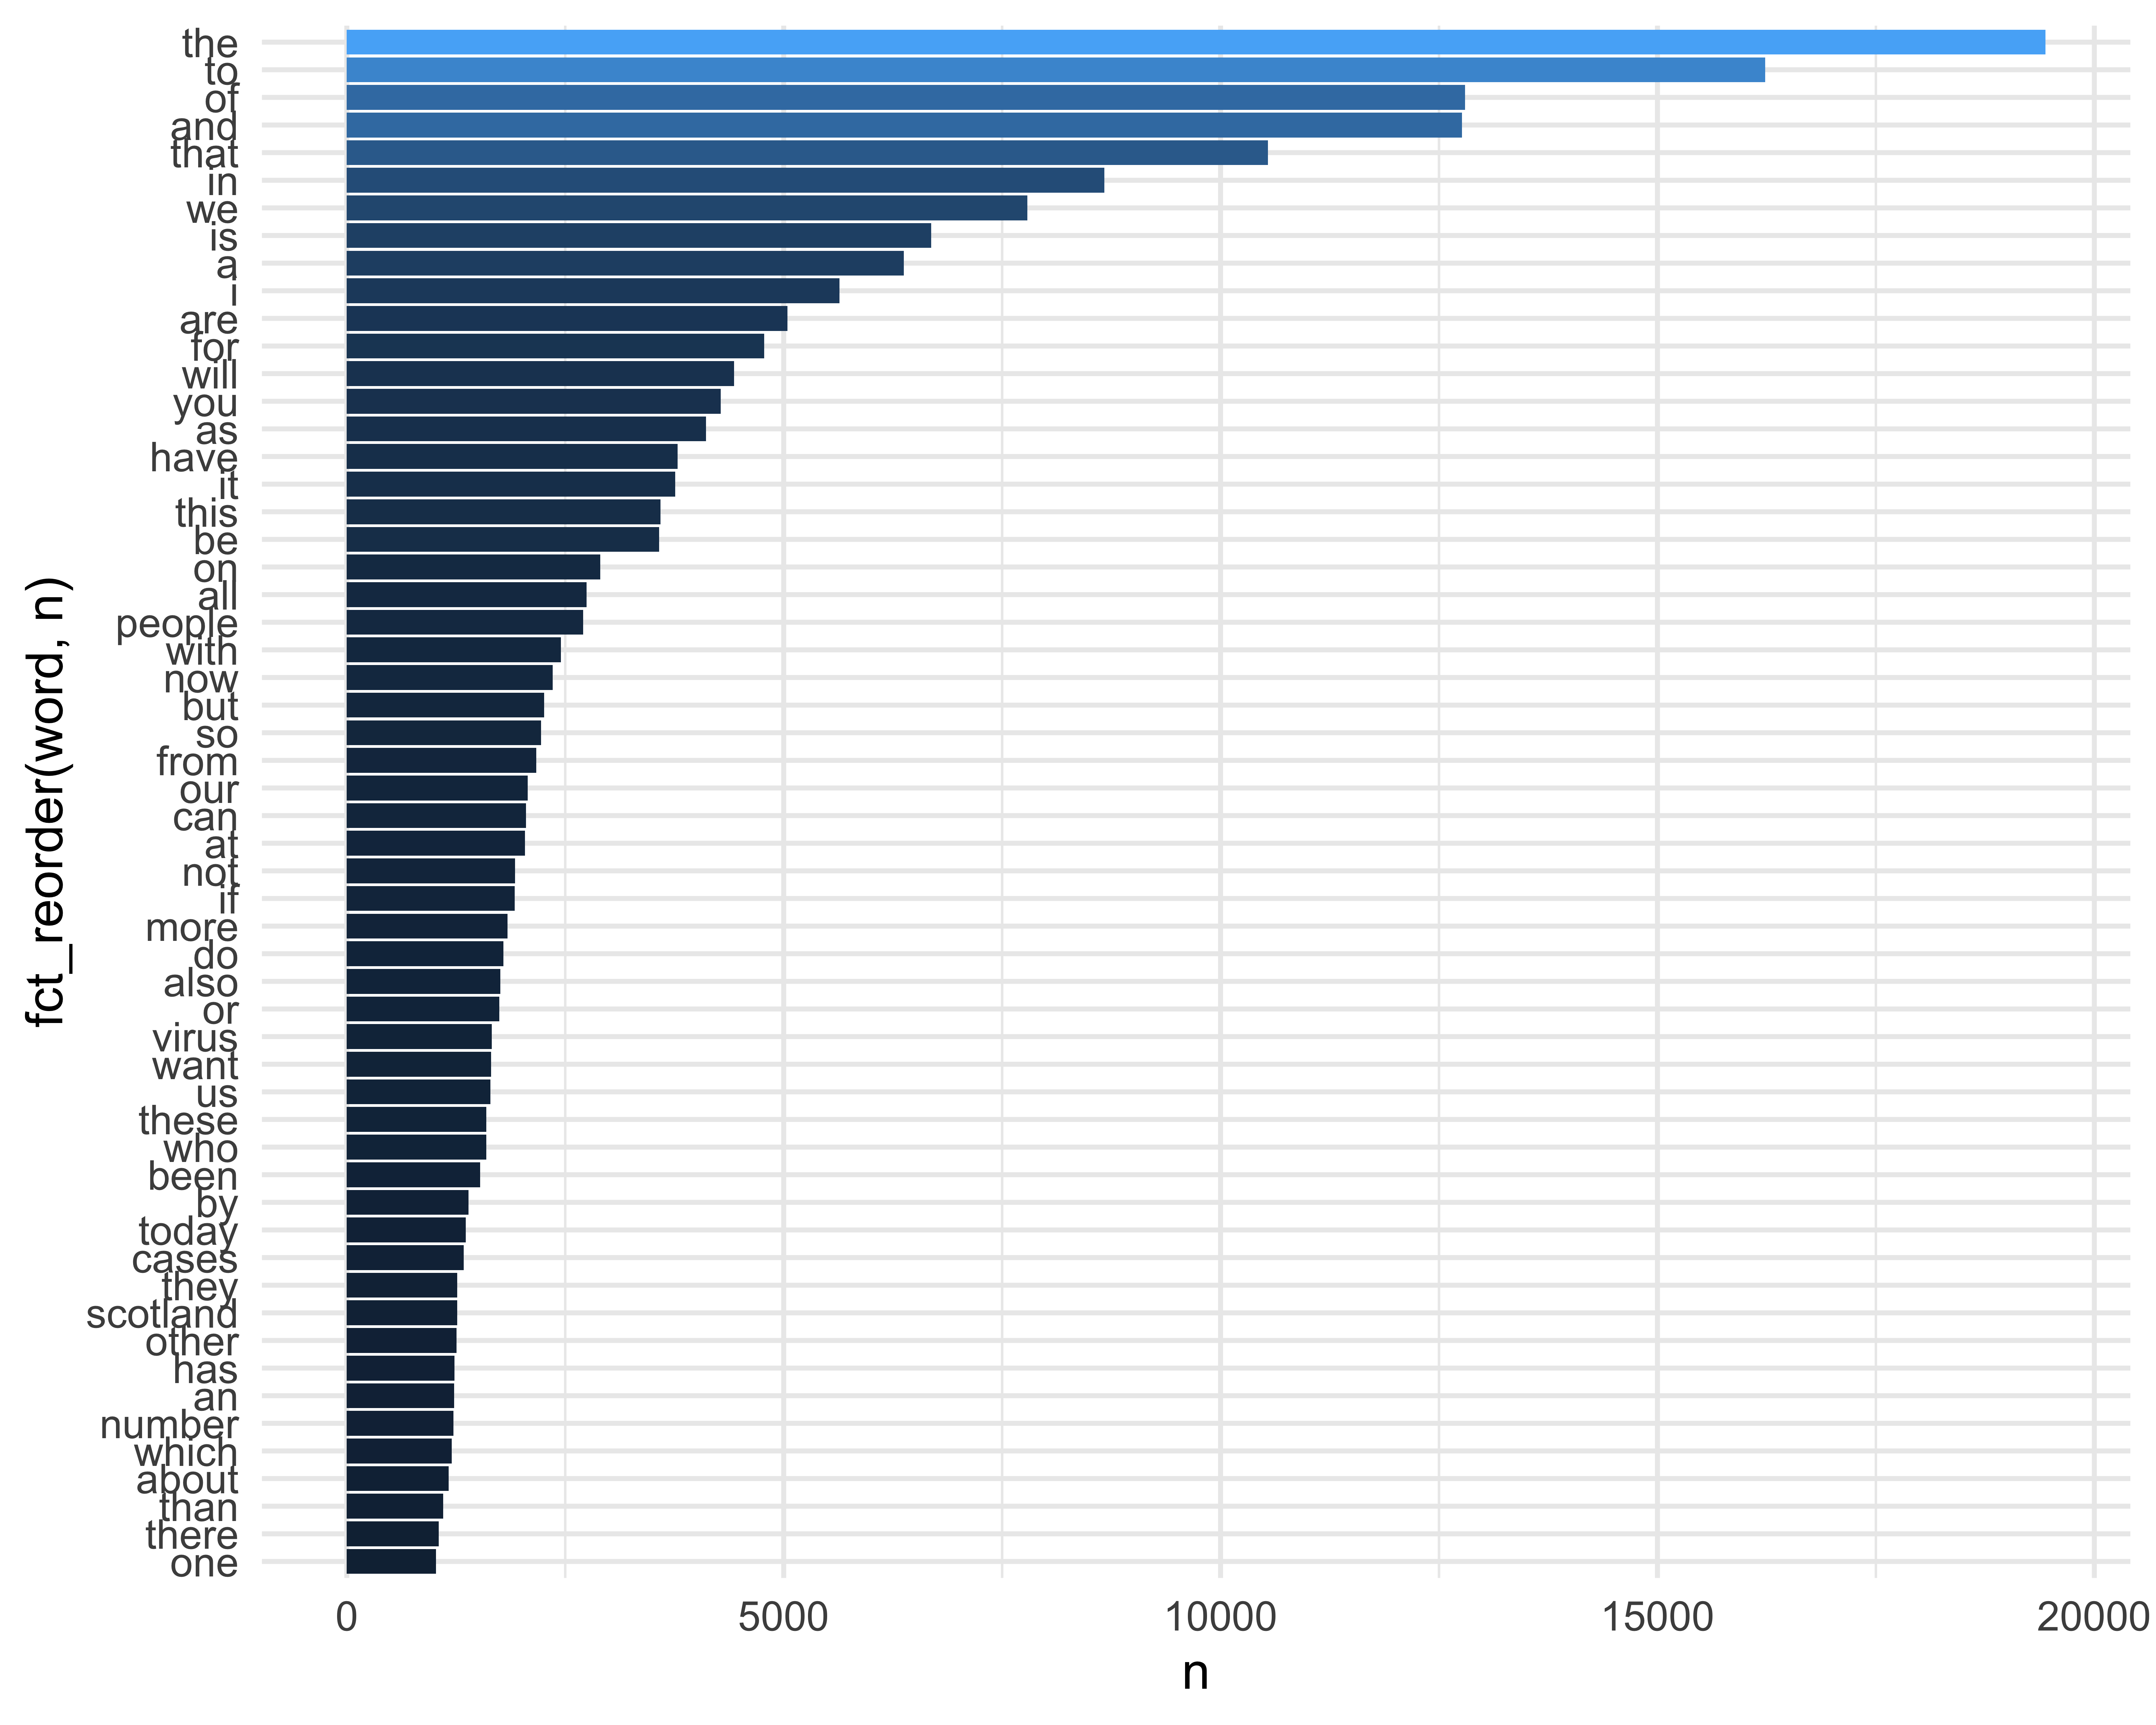 the
to
of
and
that
in
we
is
a
i
are
for
will
you
as
have
it
this
be
on
all
people
with
now
but
so
from
our
can
at
not
if
more
do
also
or
virus
want
us
these
who
been
by
today
cases
they
scotland
other
has
an
number
which
about
than
there
one
fct_reorder(word, n)
0 5000 10000 15000 20000
n